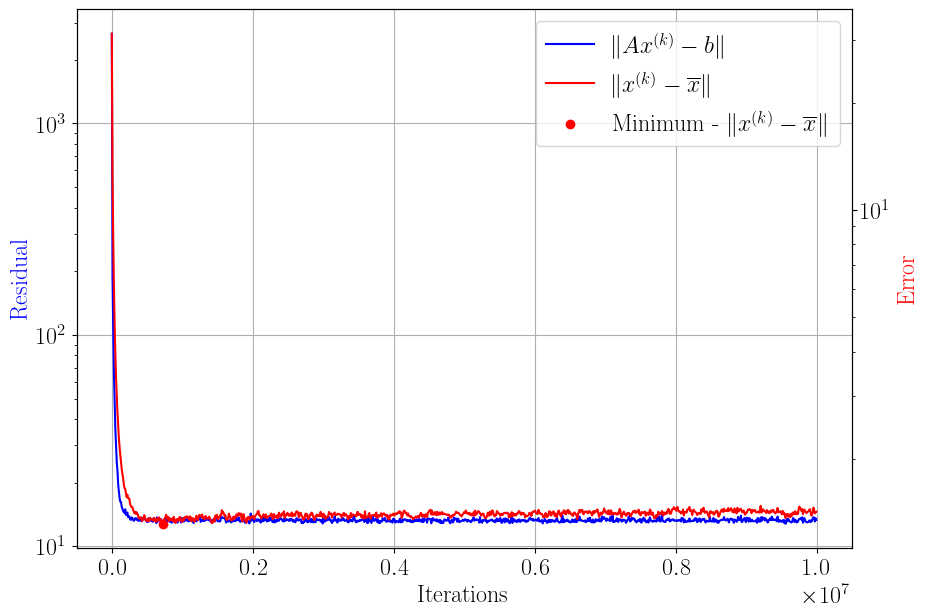 ‖Ax^{(k)} − b‖
‖x^{(k)} − x̅‖
Minimum - ‖x^{(k)} − x̅‖
10^3
10^2
10^1
10^1
Residual
Error
0.0 0.2 0.4 0.6 0.8 1.0
×10^7
Iterations